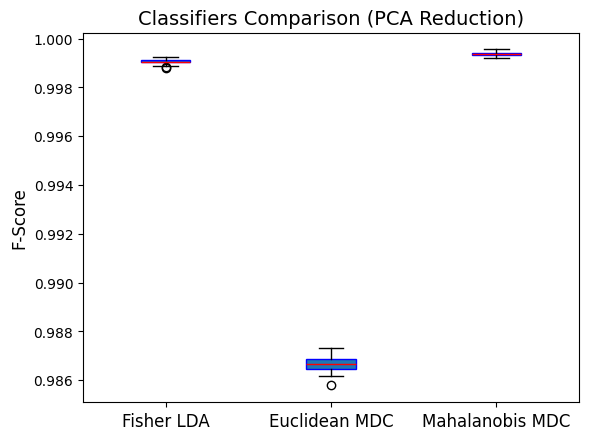 Classifiers Comparison (PCA Reduction)
1.000
0.998
0.996
0.994
0.992
0.990
0.988
0.986
F-Score
Fisher LDA
Euclidean MDC
Mahalanobis MDC